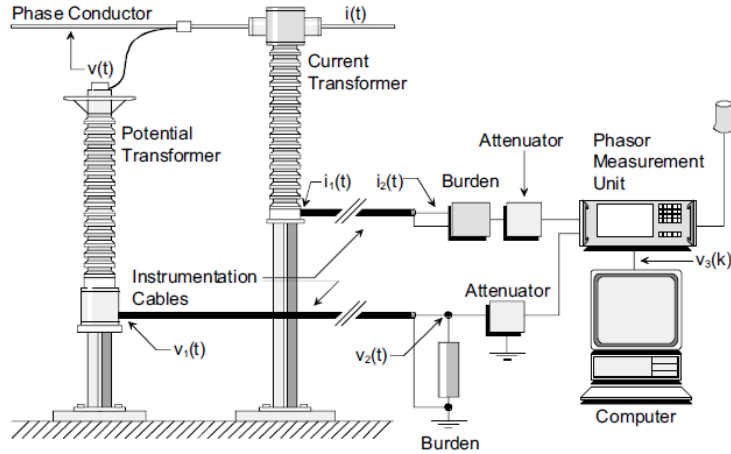 Phase Conductor
i(t)
v(t)
Current
Transformer
Potential
Transformer
Attenuator
Phasor
Measurement
Unit
i₁(t)
i₂(t)
Burden
v₃(k)
Instrumentation
Cables
Attenuator
v₁(t)
v₂(t)
Computer
Burden